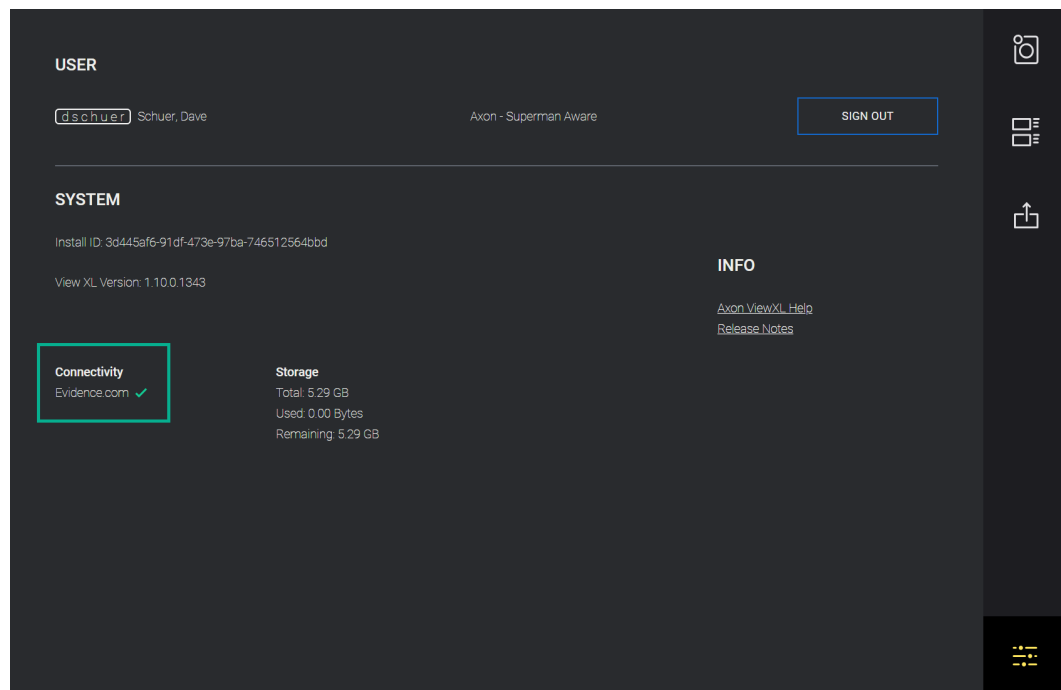 USER
dschuer Schuer, Dave Axon - Superman Aware SIGN OUT
SYSTEM
Install ID: 3d445af6-91df-473e-97ba-746512564bbd
INFO
View XL Version: 1.10.0.1343
Axon ViewXL Help
Release Notes
Connectivity
Evidence.com
Storage
Total: 5.29 GB
Used: 0.00 Bytes
Remaining: 5.29 GB